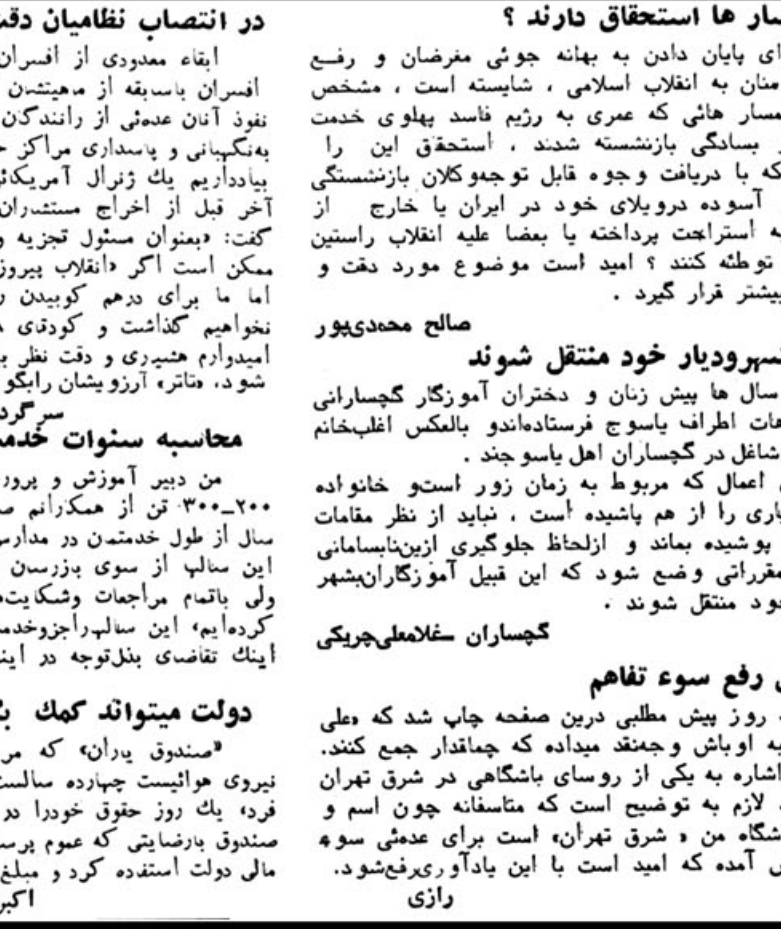 سار ها استحقاق دارند ؟
ای پایان دادن به بهانه جوئی مغرضان و رفـع
منان به انقلاب اسلامی ، شایسته است ، مشخص
مسار هائی که عمری به رژیم فاسد پهلوی خدمت
بسادگی بازنشسته شدند ، استحقاق این را
که با دریافت وجوه قابل توجه‌وکلان بازنشستگی
آسوده درویلای خود در ایران یا خارج از
به استراحت پرداخته یا بعضا علیه انقلاب راستین
توطئه کنند ؟ امید است موضوع مورد دقت و
بیشتر قرار گیرد .
صالح محمدی‌پور
شهرودیار خود منتقل شوند
سال ها پیش زنان و دختران آموزگار گچسارانی
هات اطراف یاسوج فرستاده‌اندو بالعکس اغلب‌خانم
شاغل در گچساران اهل یاسوجند .
اعمال که مربوط به زمان زور است‌و خانواده
یاری را از هم پاشیده است ، نباید از نظر مقامات
پوشیده بماند و ازلحاظ جلوگیری ازین‌نابسامانی
مقرراتی وضع شود که این قبیل آموزگاران‌بشهر
خود منتقل شوند .
گچساران ـغلامعلی‌چریکی
رفع سوء تفاهم
روز پیش مطلبی درین صفحه چاپ شد که «علی
به اوباش وجه‌نقد میداده که چماقدار جمع کنند.
اشاره به یکی از روسای باشگاهی در شرق تهران
لازم به توضیح است که متاسفانه چون اسم و
شگاه من « شرق تهران» است برای عده‌ئی سوء
آمده که امید است با این یادآوری‌رفع‌شود.
رازی
در انتصاب نظامیان دقت
ابقاء معدودی از افسران
افسران باسابقه از ماهیتشان
نفوذ آنان عده‌ئی از رانندگان
به‌نگهبانی و پاسداری مراکز
بیادداریم یك ژنرال آمریکائی
آخر قبل از اخراج مستشاران
گفت: «بعنوان مسئول تجزیه و
ممکن است اگر «انقلاب پیروز
اما ما برای درهم کوبیدن
نخواهیم گذاشت و کودتای
امیدوارم هشیاری و دقت نظر
شود، «تاتر» آرزویشان رابگو
سرگرد
محاسبه سنوات خدمت
من دبیر آموزش و پرور
۲۰۰ــ۳۰۰ تن از همکارانم
سال از طول خدمتمان در مدارس
این سالها از سوی بازرسان
ولی باتمام مراجعات وشکایت
کرده‌ایم، این سالهاراجزوخدمت
اینك تقاضای بذل‌توجه در
دولت میتواند کمك
«صندوق یاران» که
نیروی هوائیست چهارده سالست
فرد، یك روز حقوق خودرا در
صندوق بارضایتی که عموم
مالی دولت استفاده کرد و مبلغ
اکبر